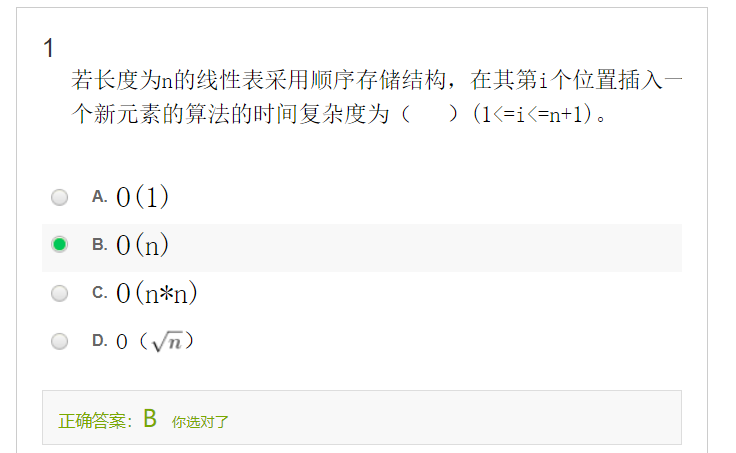 1
若长度为n的线性表采用顺序存储结构，在其第i个位置插入一
个新元素的算法的时间复杂度为（ ）(1<=i<=n+1)。
A. O(1)
B. O(n)
C. O(n*n)
D. O（√n）
正确答案： B 你选对了